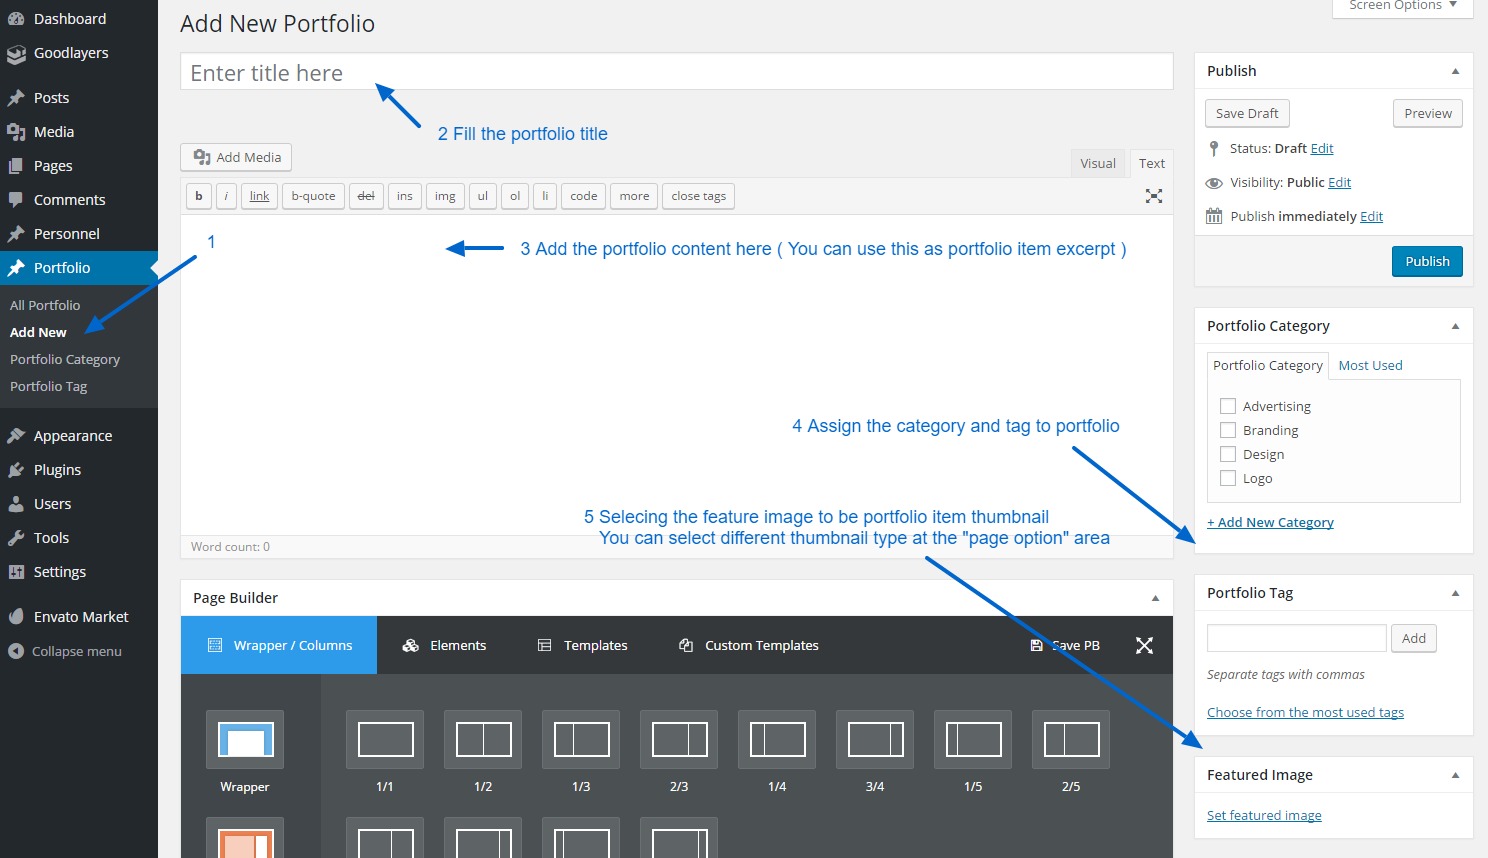 Dashboard
Goodlayers
Posts
Media
Pages
Comments
Personnel
Portfolio
All Portfolio
Add New
Portfolio Category
Portfolio Tag
Appearance
Plugins
Users
Tools
Settings
Envato Market
Collapse menu
Screen Options
Add New Portfolio
Enter title here
2 Fill the portfolio title
Add Media
Visual Text
b i link b-quote del ins img ul ol li code more close tags
1
3 Add the portfolio content here ( You can use this as portfolio item excerpt )
4 Assign the category and tag to portfolio
5 Selecing the feature image to be portfolio item thumbnail
You can select different thumbnail type at the "page option" area
Word count: 0
Page Builder
Wrapper / Columns Elements Templates Custom Templates Save PB
Wrapper 1/1 1/2 1/3 2/3 1/4 3/4 1/5 2/5
Publish
Save Draft Preview
Status: Draft Edit
Visibility: Public Edit
Publish immediately Edit
Publish
Portfolio Category
Portfolio Category Most Used
Advertising
Branding
Design
Logo
+ Add New Category
Portfolio Tag
Add
Separate tags with commas
Choose from the most used tags
Featured Image
Set featured image